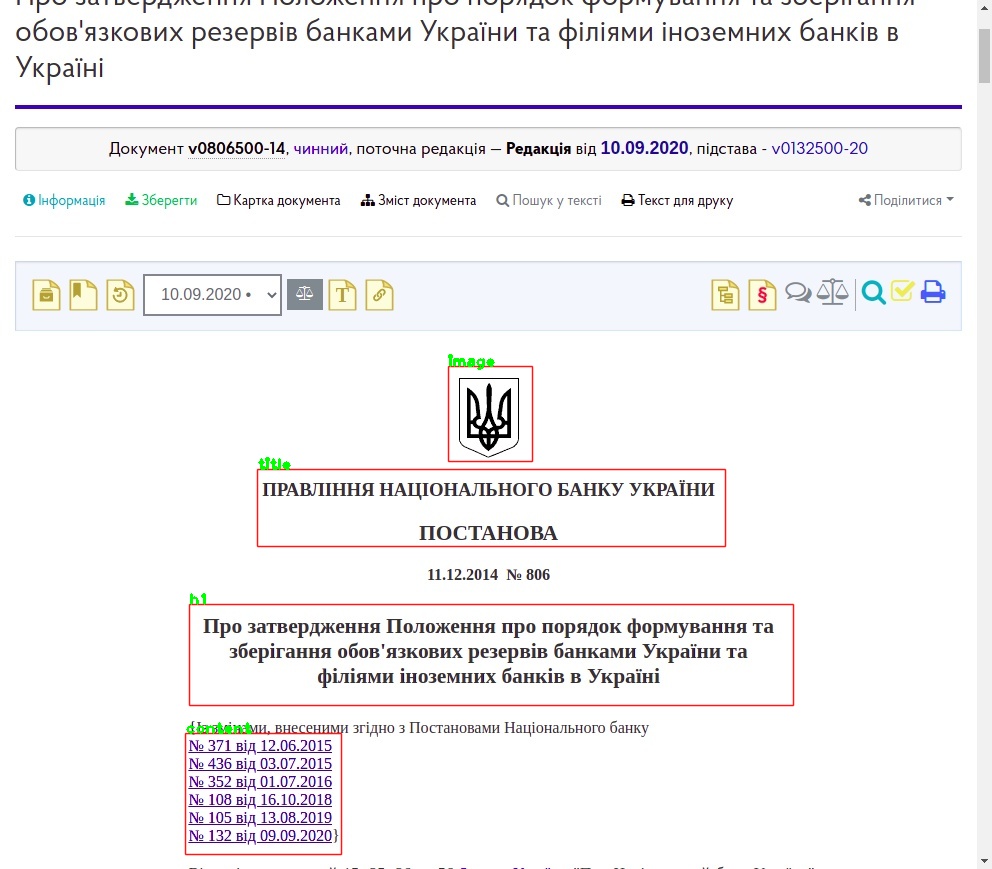 Про затвердження Положення про порядок формування та зберігання
обов'язкових резервів банками України та філіями іноземних банків в
Україні
Документ v0806500-14, чинний, поточна редакція — Редакція від 10.09.2020, підстава - v0132500-20
Інформація Зберегти Картка документа Зміст документа Пошук у тексті Текст для друку Поділитися
10.09.2020 • T §
image
title
ПРАВЛІННЯ НАЦІОНАЛЬНОГО БАНКУ УКРАЇНИ
ПОСТАНОВА
11.12.2014 № 806
h1
Про затвердження Положення про порядок формування та
зберігання обов'язкових резервів банками України та
філіями іноземних банків в Україні
content
{Із змінами, внесеними згідно з Постановами Національного банку
№ 371 від 12.06.2015
№ 436 від 03.07.2015
№ 352 від 01.07.2016
№ 108 від 16.10.2018
№ 105 від 13.08.2019
№ 132 від 09.09.2020}